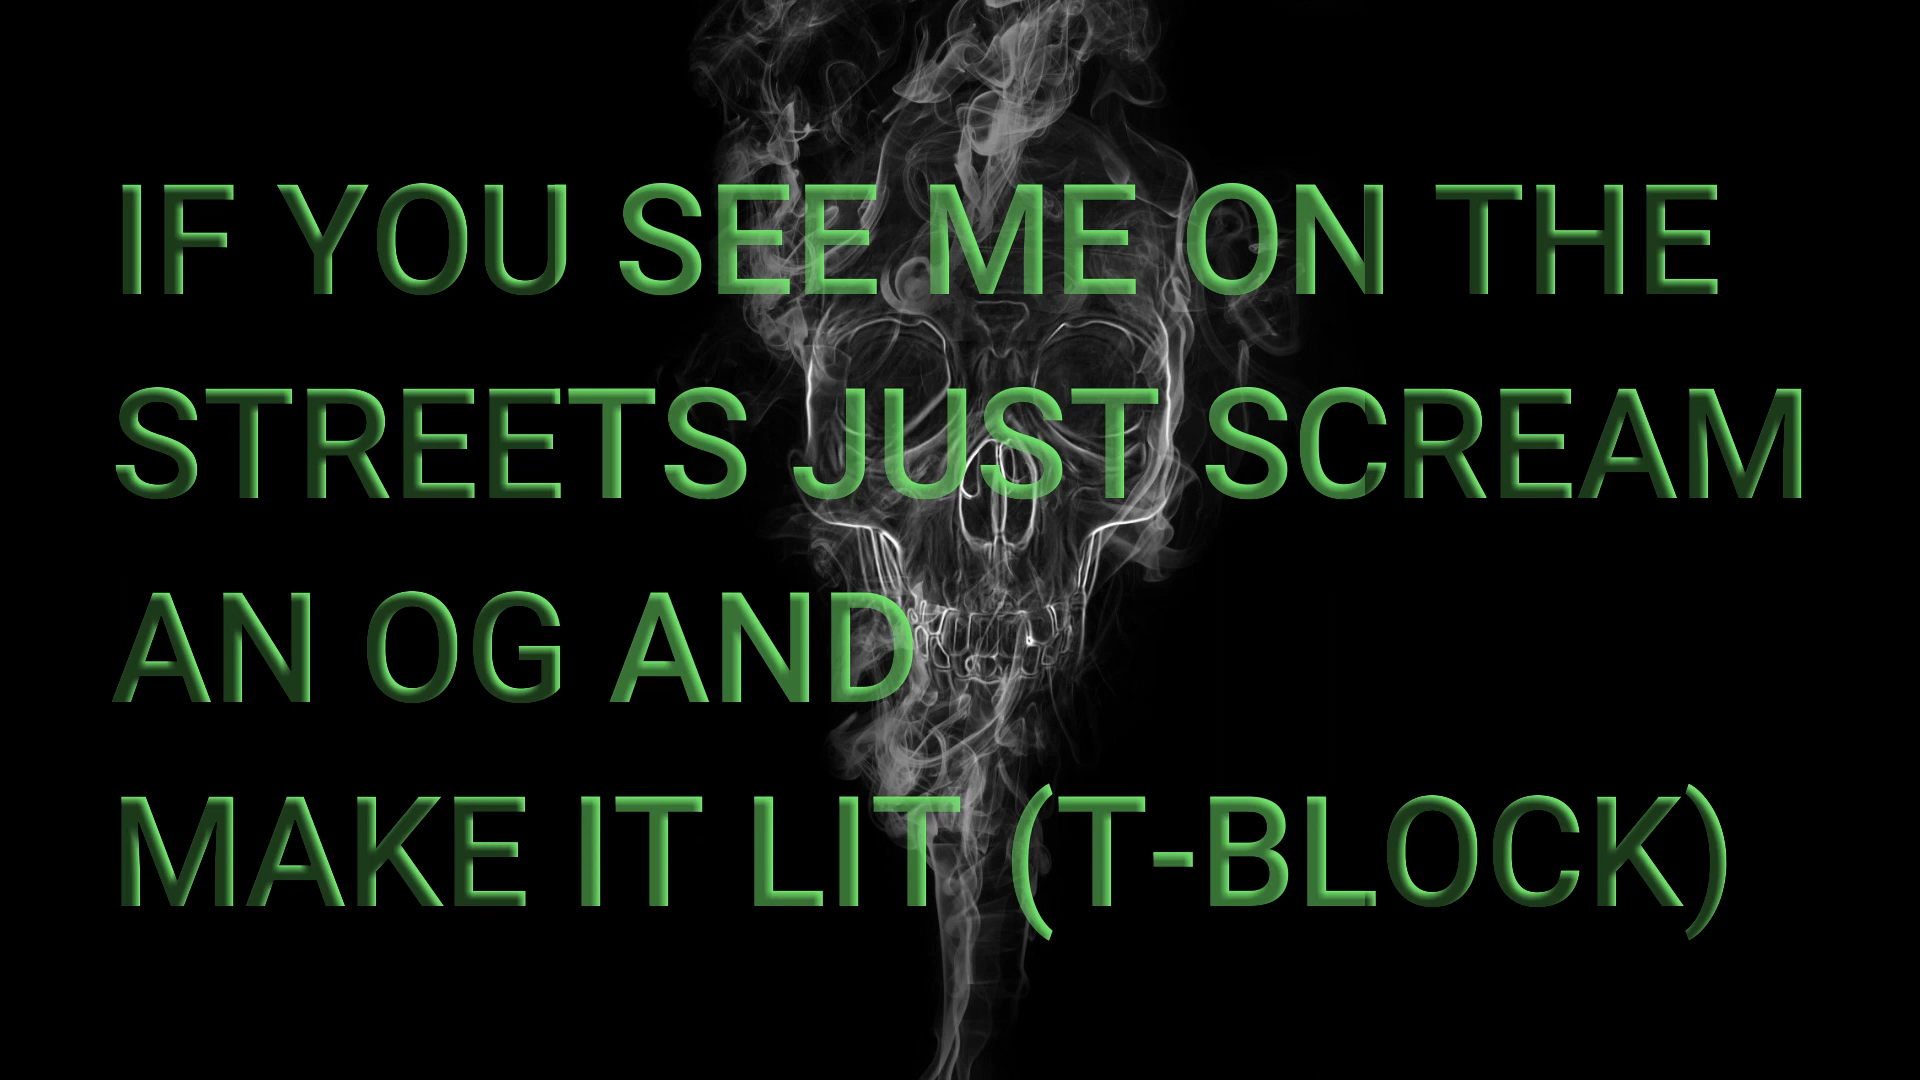 IF YOU SEE ME ON THE
STREETS JUST SCREAM
AN OG AND
MAKE IT LIT (T-BLOCK)